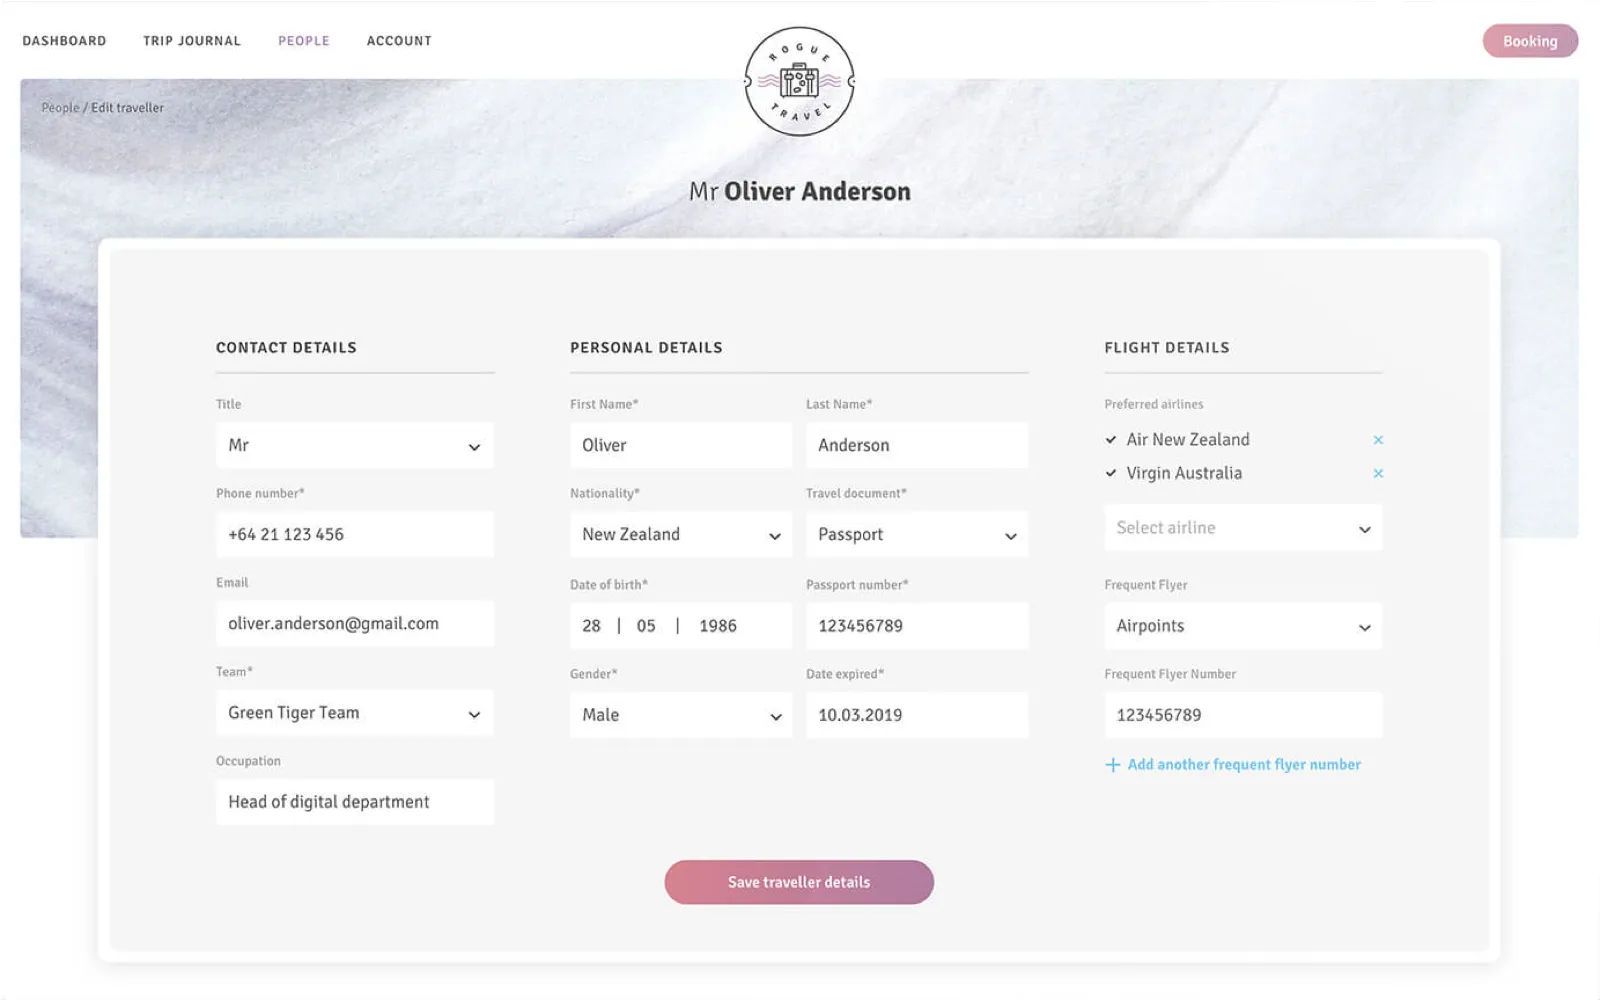 DASHBOARD TRIP JOURNAL PEOPLE ACCOUNT
ROGUE
TRAVEL
Booking
People / Edit traveller
Mr Oliver Anderson
CONTACT DETAILS
Title
Mr
Phone number*
+64 21 123 456
Email
oliver.anderson@gmail.com
Team*
Green Tiger Team
Occupation
Head of digital department
PERSONAL DETAILS
First Name* Last Name*
Oliver Anderson
Nationality* Travel document*
New Zealand Passport
Date of birth* Passport number*
28 | 05 | 1986 123456789
Gender* Date expired*
Male 10.03.2019
FLIGHT DETAILS
Preferred airlines
Air New Zealand
Virgin Australia
Select airline
Frequent Flyer
Airpoints
Frequent Flyer Number
123456789
+ Add another frequent flyer number
Save traveller details